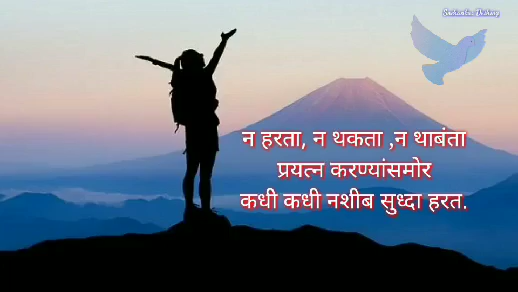 न हरता, न थकता ,न थाबंता
प्रयत्न करण्यांसमोर
कधी कधी नशीब सुध्दा हरत.